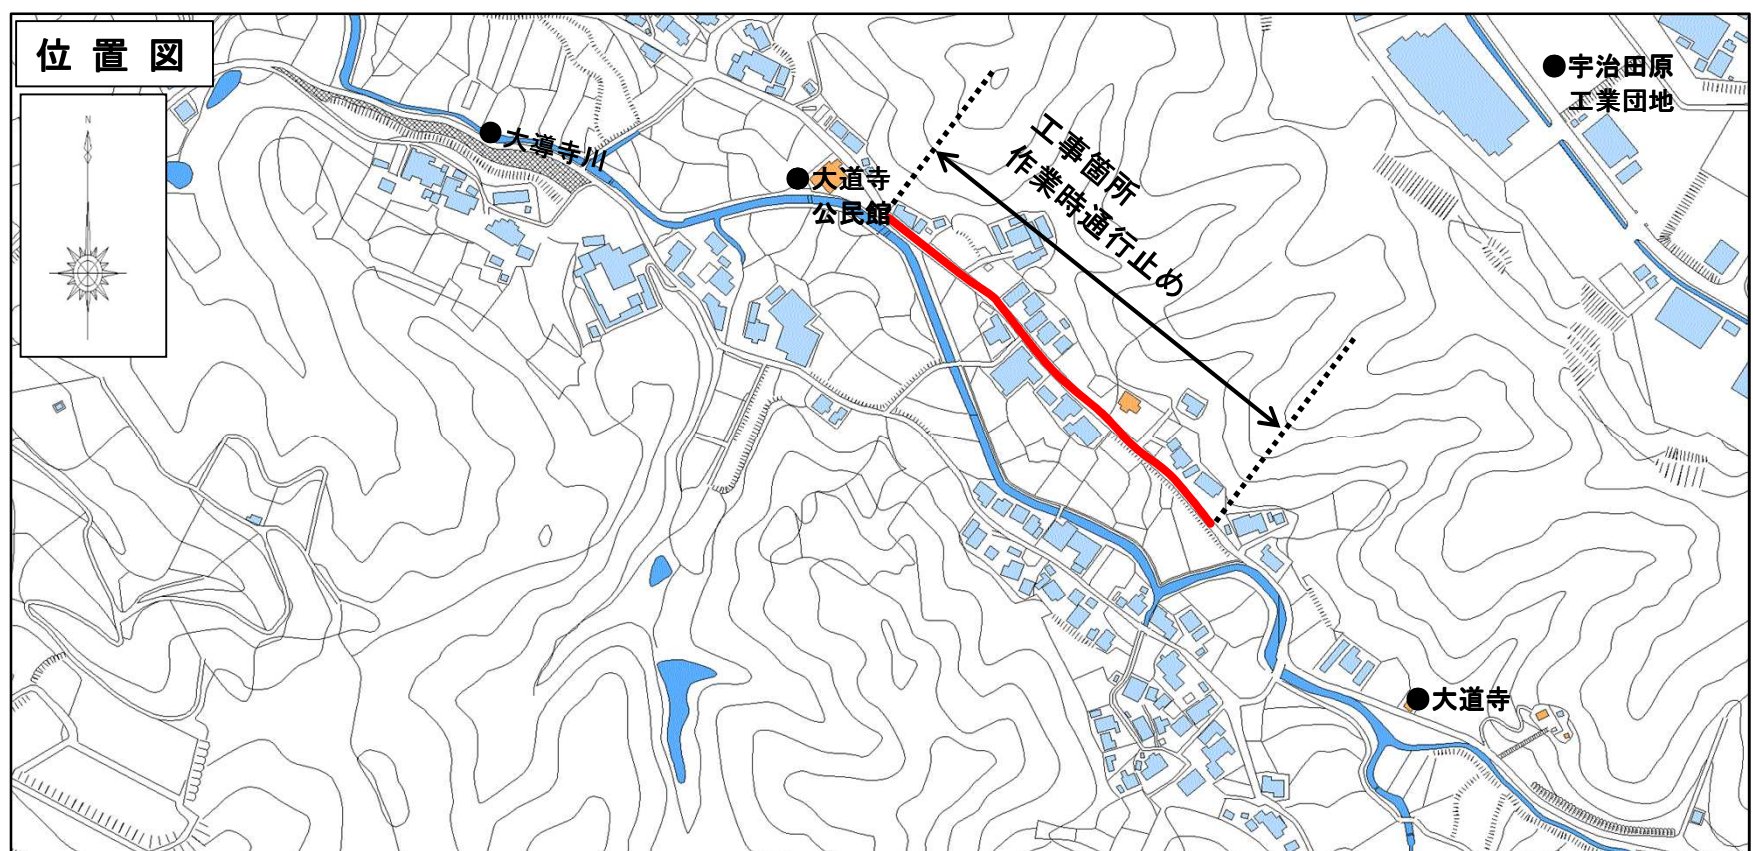 位置図
N
●宇治田原
工業団地
●大導寺川
●大道寺
公民館
工事箇所
作業時通行止め
●大道寺